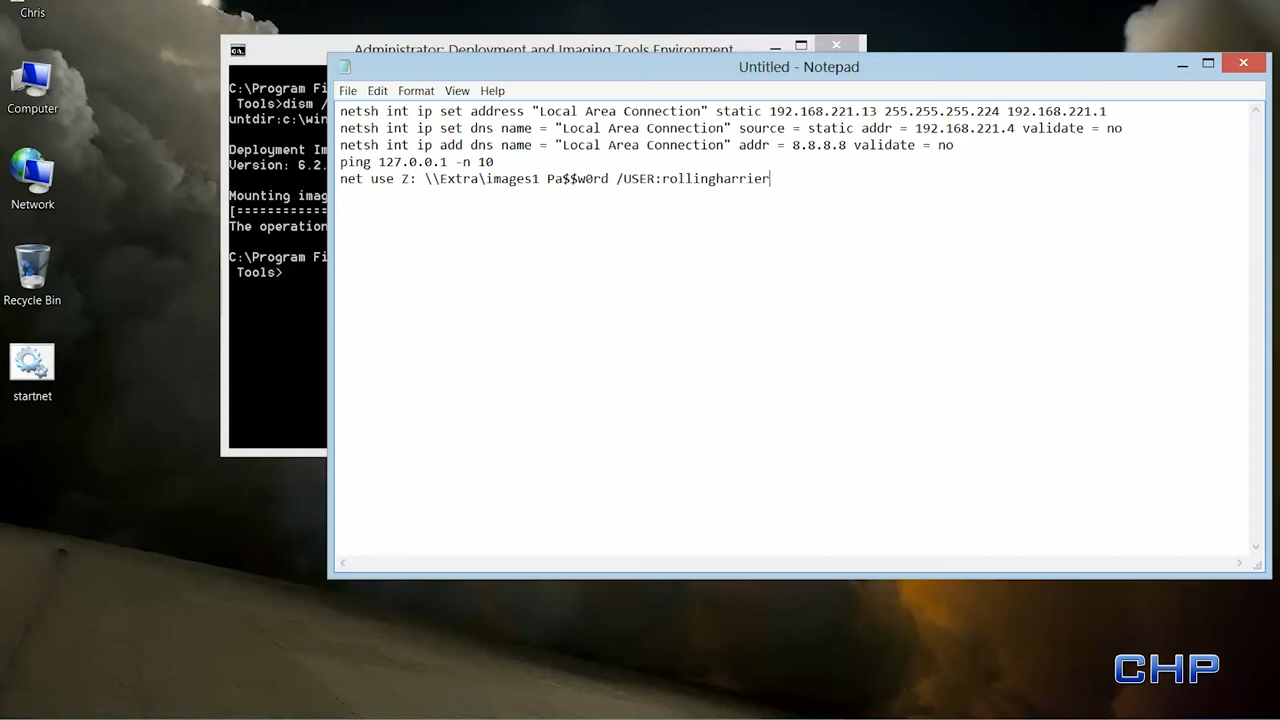 Chris
Computer
Network
Recycle Bin
startnet
Administrator: Deployment and Imaging Tools Environment
C:\Program Fi
Tools>dism /
untdir:c:\win
Deployment Im
Version: 6.2.
Mounting imag
[============
The operation
C:\Program Fi
Tools>
Untitled - Notepad
File Edit Format View Help
netsh int ip set address "Local Area Connection" static 192.168.221.13 255.255.255.224 192.168.221.1
netsh int ip set dns name = "Local Area Connection" source = static addr = 192.168.221.4 validate = no
netsh int ip add dns name = "Local Area Connection" addr = 8.8.8.8 validate = no
ping 127.0.0.1 -n 10
net use Z: \\Extra\images1 Pa$$w0rd /USER:rollingharrier
CHP